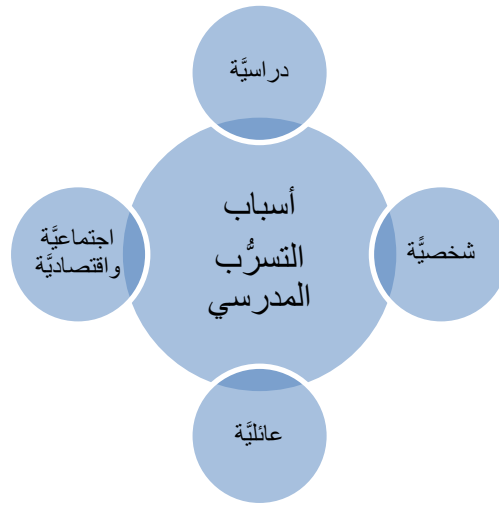 دراسيَّة
أسباب
التسرُّب
المدرسي
شخصيًّة
عائليَّة
اجتماعيَّة
واقتصاديَّة